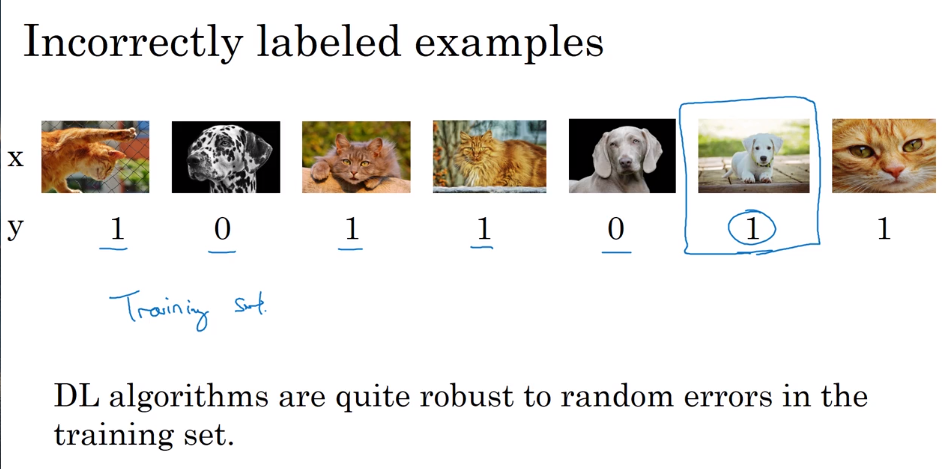 Incorrectly labeled examples
x
y 1 0 1 1 0 1 1
Training set.
DL algorithms are quite robust to random errors in the
training set.